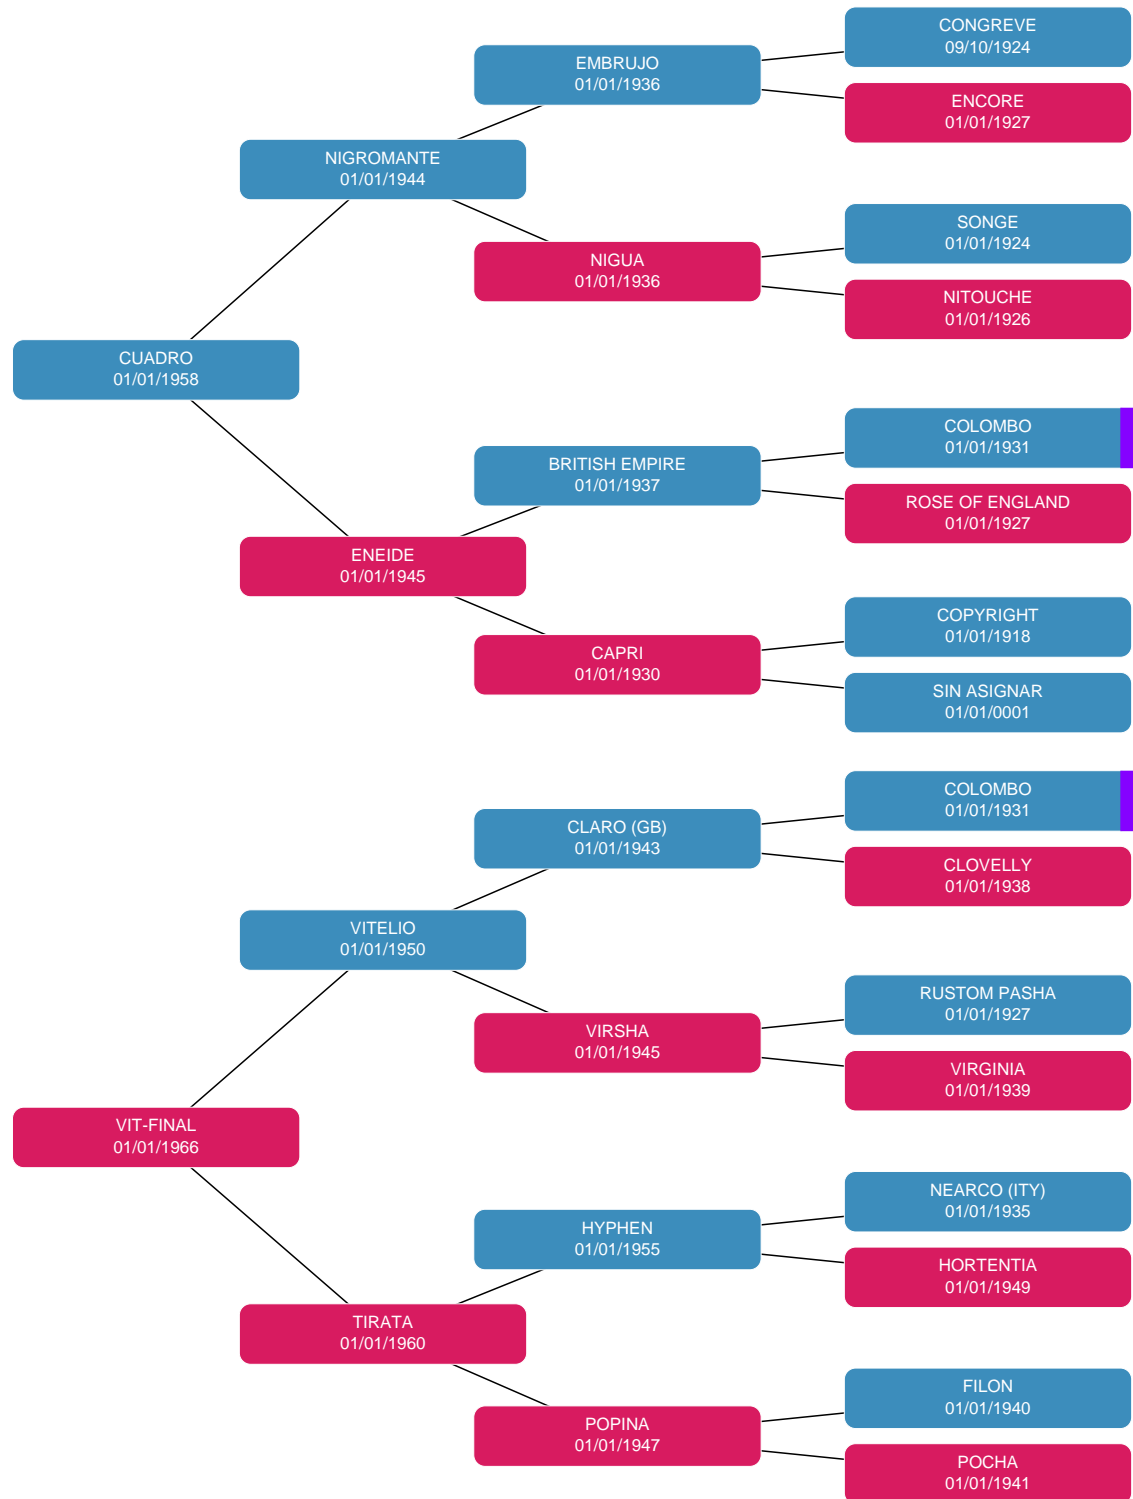 CONGREVE
09/10/1924
EMBRUJO
01/01/1936
ENCORE
01/01/1927
NIGROMANTE
01/01/1944
SONGE
01/01/1924
NIGUA
01/01/1936
NITOUCHE
01/01/1926
CUADRO
01/01/1958
COLOMBO
01/01/1931
BRITISH EMPIRE
01/01/1937
ROSE OF ENGLAND
01/01/1927
ENEIDE
01/01/1945
COPYRIGHT
01/01/1918
CAPRI
01/01/1930
SIN ASIGNAR
01/01/0001
COLOMBO
01/01/1931
CLARO (GB)
01/01/1943
CLOVELLY
01/01/1938
VITELIO
01/01/1950
RUSTOM PASHA
01/01/1927
VIRSHA
01/01/1945
VIRGINIA
01/01/1939
VIT-FINAL
01/01/1966
NEARCO (ITY)
01/01/1935
HYPHEN
01/01/1955
HORTENTIA
01/01/1949
TIRATA
01/01/1960
FILON
01/01/1940
POPINA
01/01/1947
POCHA
01/01/1941